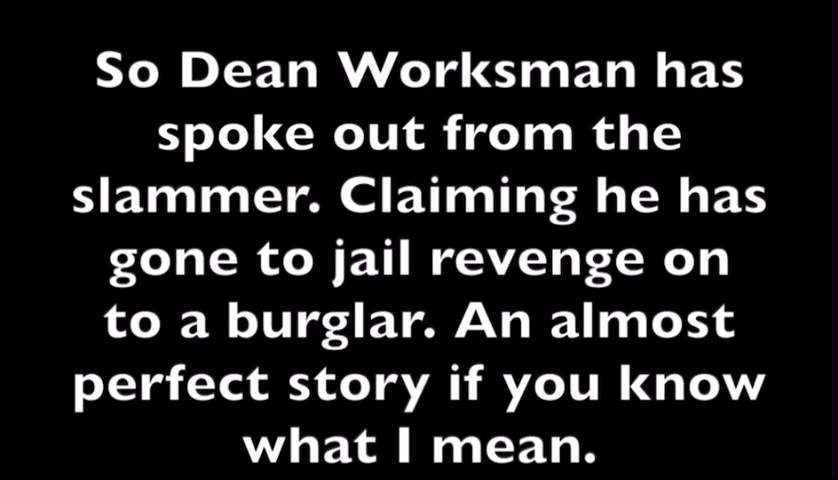 So Dean Worksman has
spoke out from the
slammer. Claiming he has
gone to jail revenge on
to a burglar. An almost
perfect story if you know
what I mean.